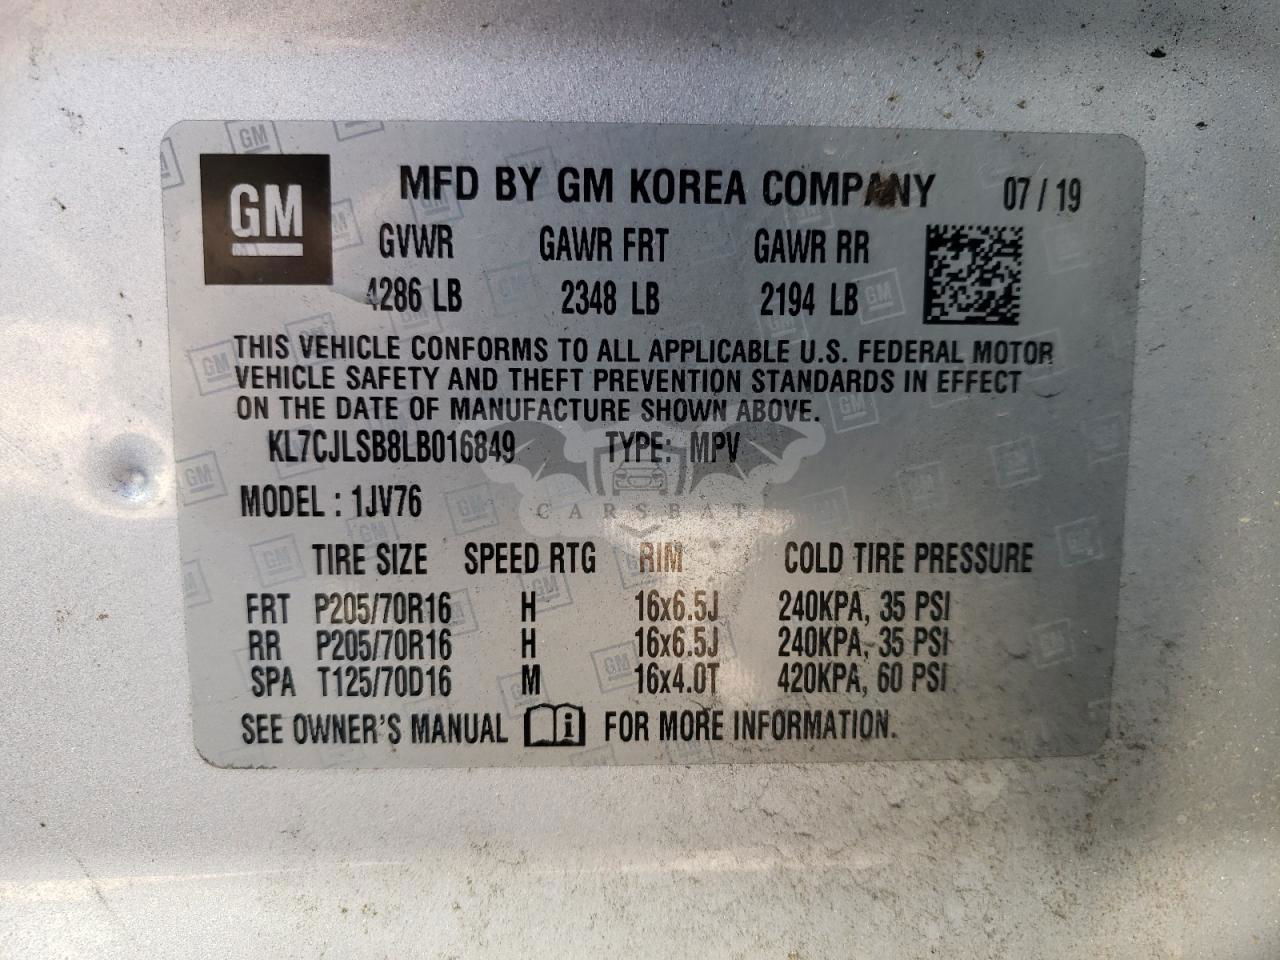 GM
MFD BY GM KOREA COMPANY 07 / 19
GVWR GAWR FRT GAWR RR
4286 LB 2348 LB 2194 LB
THIS VEHICLE CONFORMS TO ALL APPLICABLE U.S. FEDERAL MOTOR
VEHICLE SAFETY AND THEFT PREVENTION STANDARDS IN EFFECT
ON THE DATE OF MANUFACTURE SHOWN ABOVE.
KL7CJLSB8LB016849 TYPE: MPV
MODEL : 1JV76
CARSBAT
TIRE SIZE SPEED RTG RIM COLD TIRE PRESSURE
FRT P205/70R16 H 16x6.5J 240KPA, 35 PSI
RR P205/70R16 H 16x6.5J 240KPA, 35 PSI
SPA T125/70D16 M 16x4.0T 420KPA, 60 PSI
SEE OWNER'S MANUAL i FOR MORE INFORMATION.